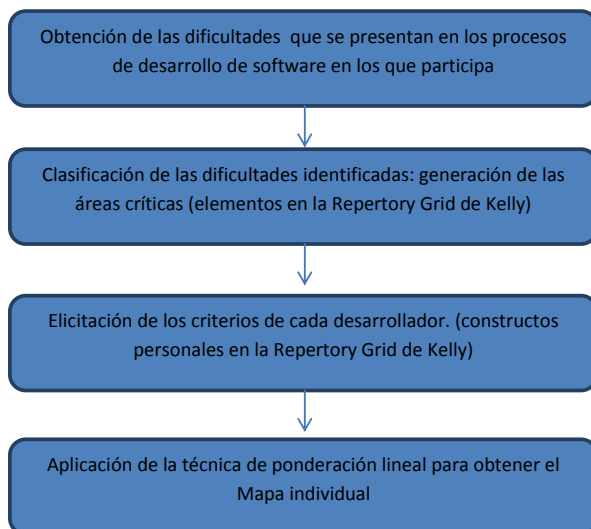 Obtención de las dificultades que se presentan en los procesos
de desarrollo de software en los que participa
Clasificación de las dificultades identificadas: generación de las
áreas críticas (elementos en la Repertory Grid de Kelly)
Elicitación de los criterios de cada desarrollador. (constructos
personales en la Repertory Grid de Kelly)
Aplicación de la técnica de ponderación lineal para obtener el
Mapa individual